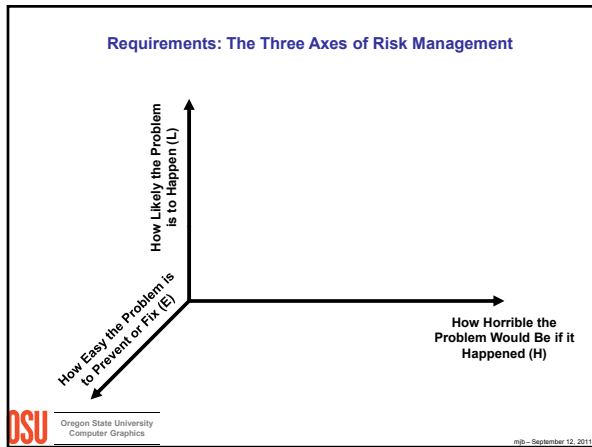 Requirements: The Three Axes of Risk Management
How Likely the Problem
is to Happen (L)
How Easy the Problem is
to Prevent or Fix (E)
How Horrible the
Problem Would Be if it
Happened (H)
OSU
Oregon State University
Computer Graphics
mjb – September 12, 2011